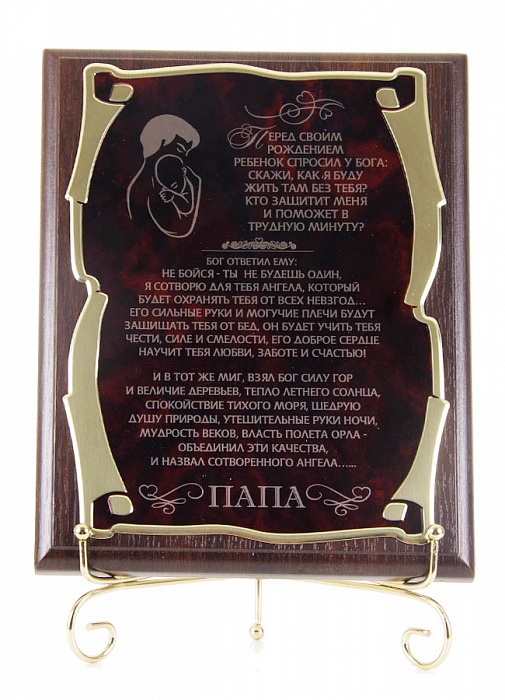 Перед своим
рождением
ребенок спросил у Бога:
скажи, как я буду
жить там без тебя?
Кто защитит меня
и поможет в
трудную минуту?
Бог ответил ему:
не бойся - ты не будешь один,
я сотворю для тебя ангела, который
будет охранять тебя от всех невзгод...
Его сильные руки и могучие плечи будут
защищать тебя от бед, он будет учить тебя
чести, силе и смелости, его доброе сердце
научит тебя любви, заботе и счастью!
И в тот же миг, взял Бог силу гор
и величие деревьев, тепло летнего солнца,
спокойствие тихого моря, щедрую
душу природы, утешительные руки ночи,
мудрость веков, власть полета орла -
объединил эти качества,
и назвал сотворенного ангела......
ПАПА